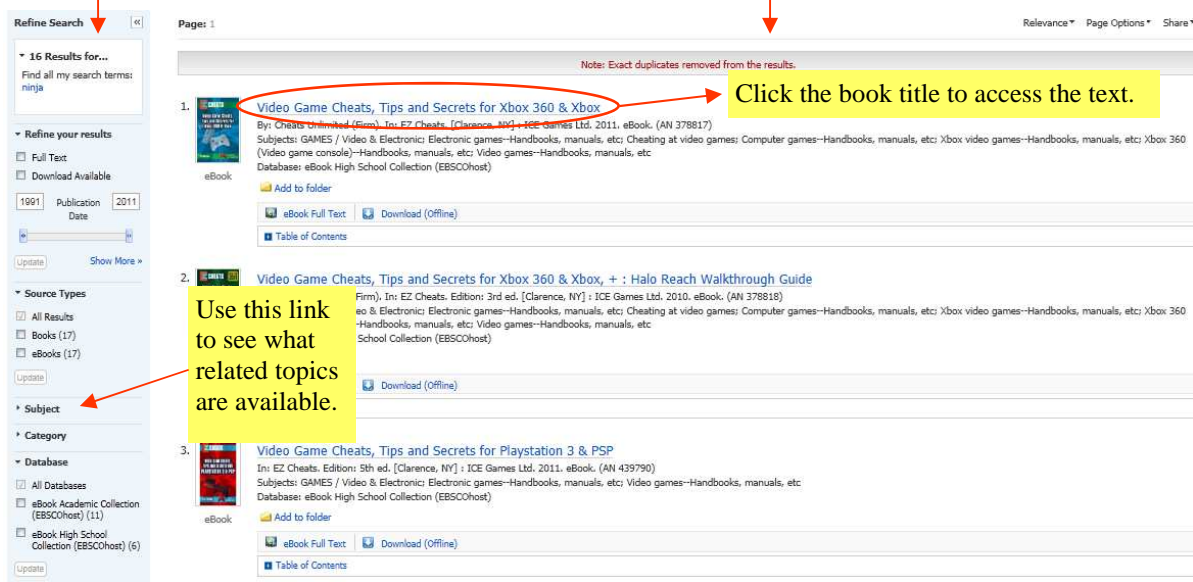 Refine Search «
16 Results for...
Find all my search terms:
ninja
Refine your results
Full Text
Download Available
1991 Publication Date 2011
Update Show More »
Source Types
All Results
Books (17)
eBooks (17)
Update
Subject
Category
Database
All Databases
eBook Academic Collection
(EBSCOhost) (11)
eBook High School
Collection (EBSCOhost) (6)
Update
Page: 1 Relevance Page Options Share
Note: Exact duplicates removed from the results.
1. Video Game Cheats, Tips and Secrets for Xbox 360 & Xbox
By: Cheats Unlimited (Firm). In: EZ Cheats. [Clarence, NY] : ICE Games Ltd. 2011. eBook. (AN 378817)
Subjects: GAMES / Video & Electronic; Electronic games--Handbooks, manuals, etc; Cheating at video games; Computer games--Handbooks, manuals, etc; Xbox video games--Handbooks, manuals, etc; Xbox 360
(Video game console)--Handbooks, manuals, etc; Video games--Handbooks, manuals, etc
Database: eBook High School Collection (EBSCOhost)
eBook
Add to folder
eBook Full Text Download (Offline)
Table of Contents
Click the book title to access the text.
2. Video Game Cheats, Tips and Secrets for Xbox 360 & Xbox, + : Halo Reach Walkthrough Guide
Firm). In: EZ Cheats. Edition: 3rd ed. [Clarence, NY] : ICE Games Ltd. 2010. eBook. (AN 378818)
eo & Electronic; Electronic games--Handbooks, manuals, etc; Cheating at video games; Computer games--Handbooks, manuals, etc; Xbox video games--Handbooks, manuals, etc; Xbox 360
--Handbooks, manuals, etc; Video games--Handbooks, manuals, etc
School Collection (EBSCOhost)
Download (Offline)
Use this link
to see what
related topics
are available.
3. Video Game Cheats, Tips and Secrets for Playstation 3 & PSP
In: EZ Cheats. Edition: 5th ed. [Clarence, NY] : ICE Games Ltd. 2011. eBook. (AN 439790)
Subjects: GAMES / Video & Electronic; Electronic games--Handbooks, manuals, etc; Video games--Handbooks, manuals, etc
Database: eBook High School Collection (EBSCOhost)
eBook
Add to folder
eBook Full Text Download (Offline)
Table of Contents